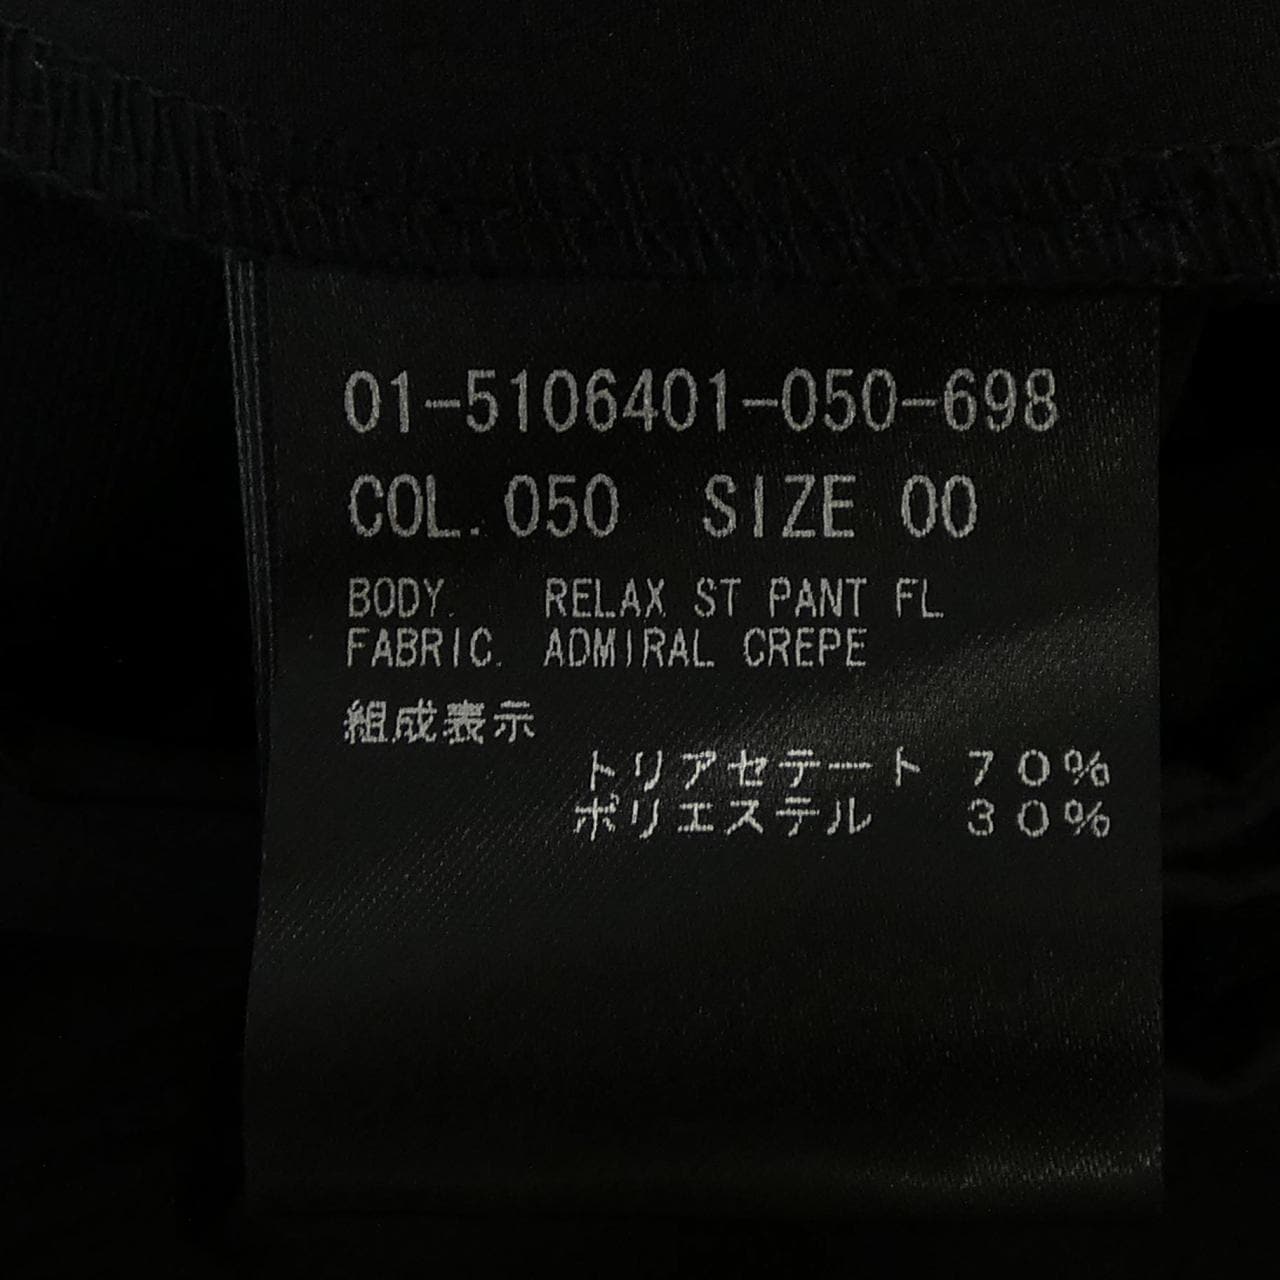 01-5106401-050-698
COL. 050 SIZE 00
BODY. RELAX ST PANT FL
FABRIC. ADMIRAL CREPE
組成表示
トリアセテート 70%
ポリエステル 30%